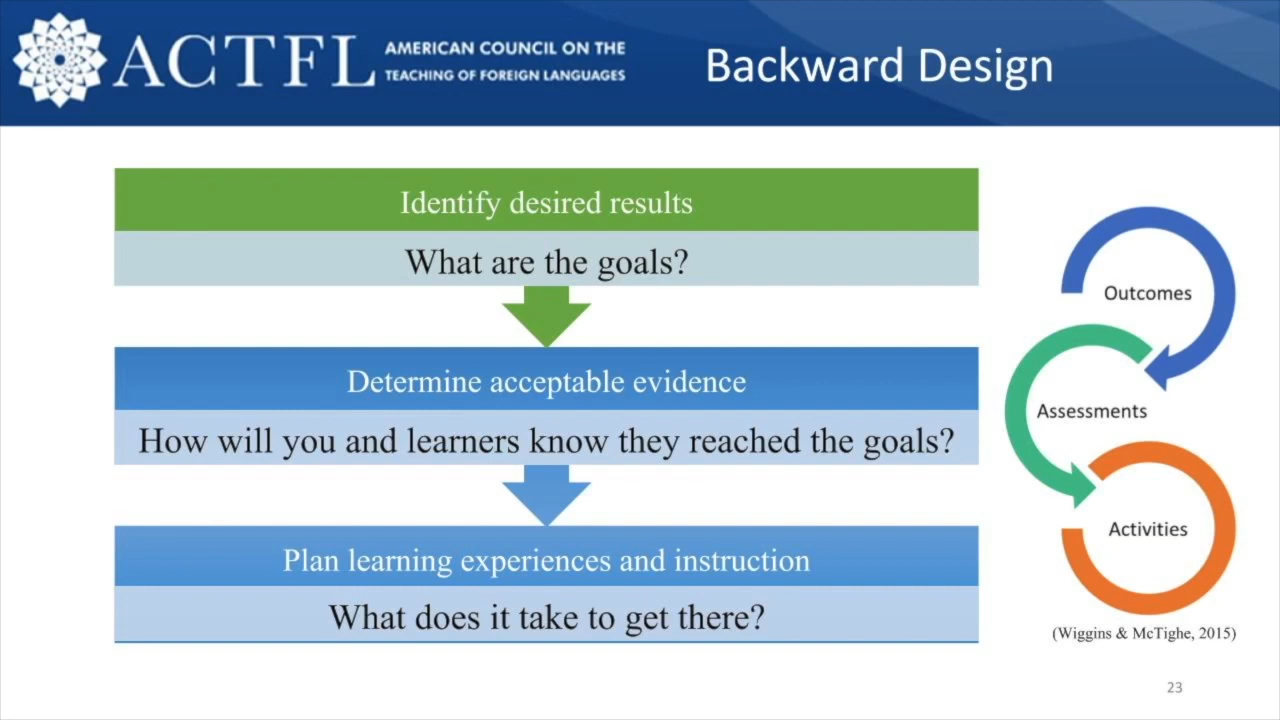 ACTFL
AMERICAN COUNCIL ON THE
TEACHING OF FOREIGN LANGUAGES
Backward Design
Identify desired results
What are the goals?
Determine acceptable evidence
How will you and learners know they reached the goals?
Plan learning experiences and instruction
What does it take to get there?
Outcomes
Assessments
Activities
(Wiggins & McTighe, 2015)
23